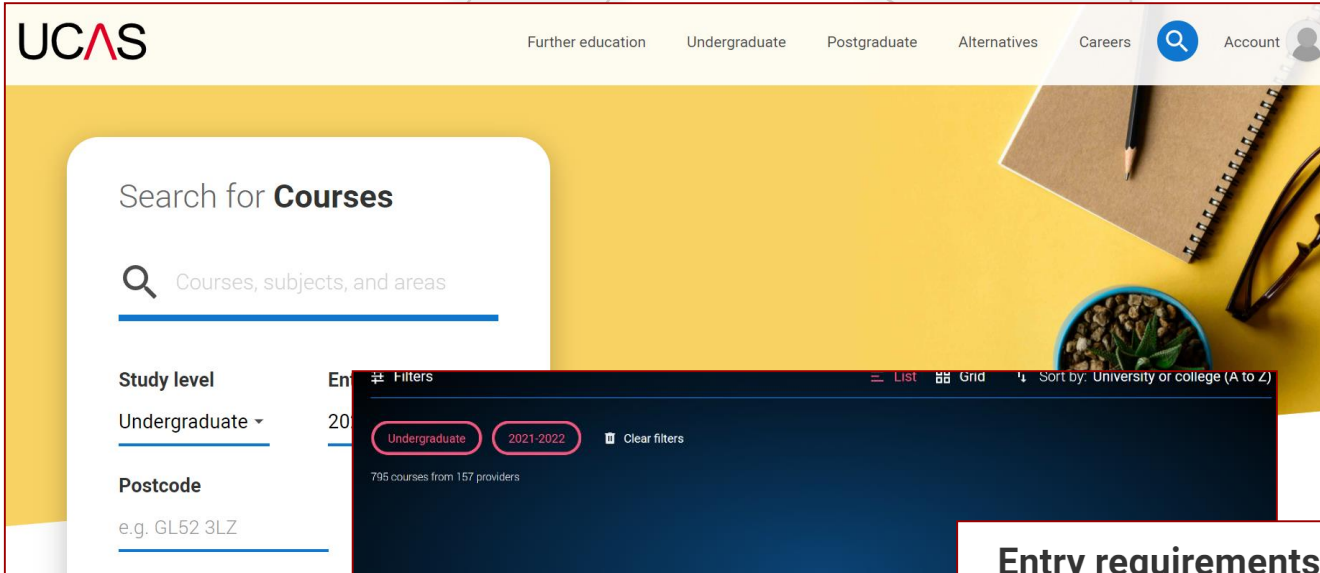 UCAS
Further education Undergraduate Postgraduate Alternatives Careers Account
Search for Courses
Courses, subjects, and areas
Study level
Undergraduate
Postcode
e.g. GL52 3LZ
Filters List Grid Sort by: University or college (A to Z)
Undergraduate 2021-2022 Clear filters
795 courses from 157 providers
Entry requirements